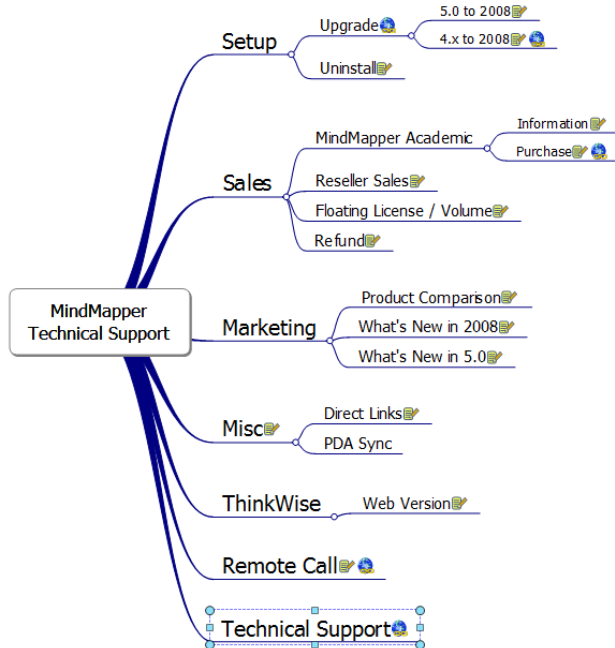 Setup
Upgrade
5.0 to 2008
4.x to 2008
Uninstall
Sales
MindMapper Academic
Information
Purchase
Reseller Sales
Floating License / Volume
Refund
MindMapper
Technical Support
Marketing
Product Comparison
What's New in 2008
What's New in 5.0
Misc
Direct Links
PDA Sync
ThinkWise
Web Version
Remote Call
Technical Support